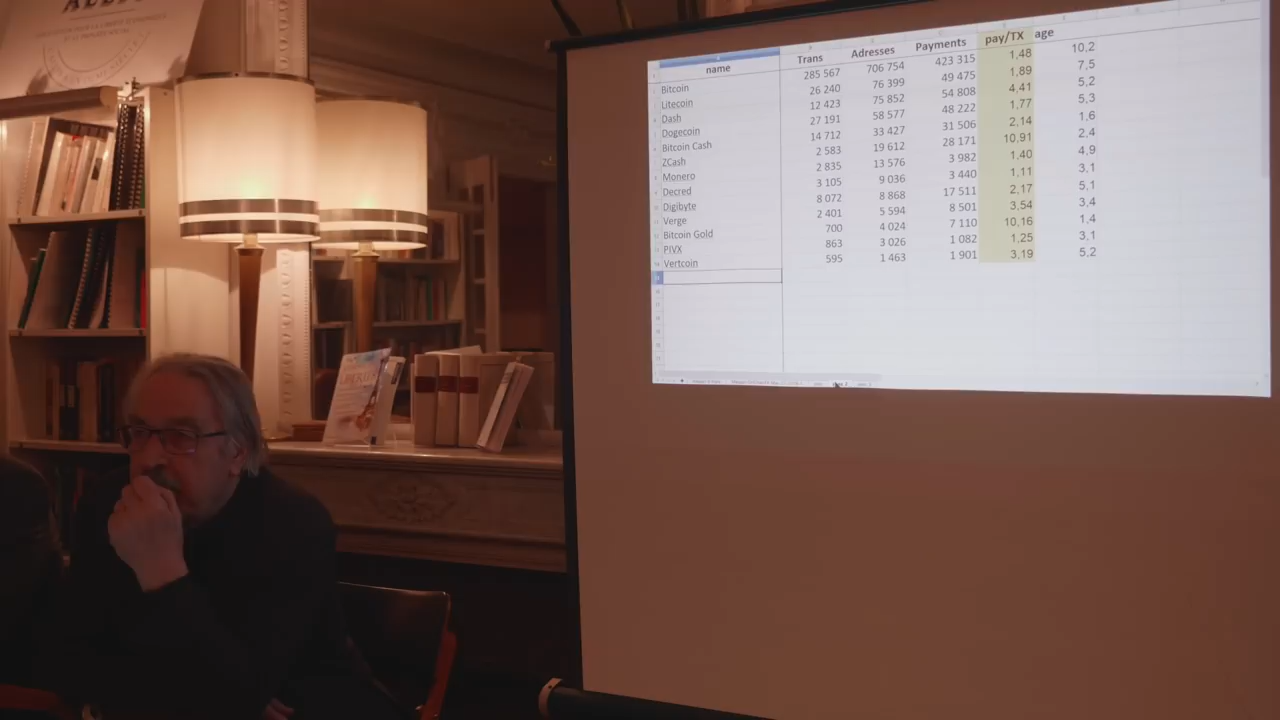 name Trans Adresses Payments pay/TX age
Bitcoin 285 567 706 754 423 315 1,48 10,2
Litecoin 26 240 76 399 49 475 1,89 7,5
Dash 12 423 75 852 54 808 4,41 5,2
Dogecoin 27 191 58 577 48 222 1,77 5,3
Bitcoin Cash 14 712 33 427 31 506 2,14 1,6
ZCash 2 583 19 612 28 171 10,91 2,4
Monero 2 835 13 576 3 982 1,40 4,9
Decred 3 105 9 036 3 440 1,11 3,1
Digibyte 8 072 8 868 17 511 2,17 5,1
Verge 2 401 5 594 8 501 3,54 3,4
Bitcoin Gold 700 4 024 7 110 10,16 1,4
PIVX 863 3 026 1 082 1,25 3,1
Vertcoin 595 1 463 1 901 3,19 5,2